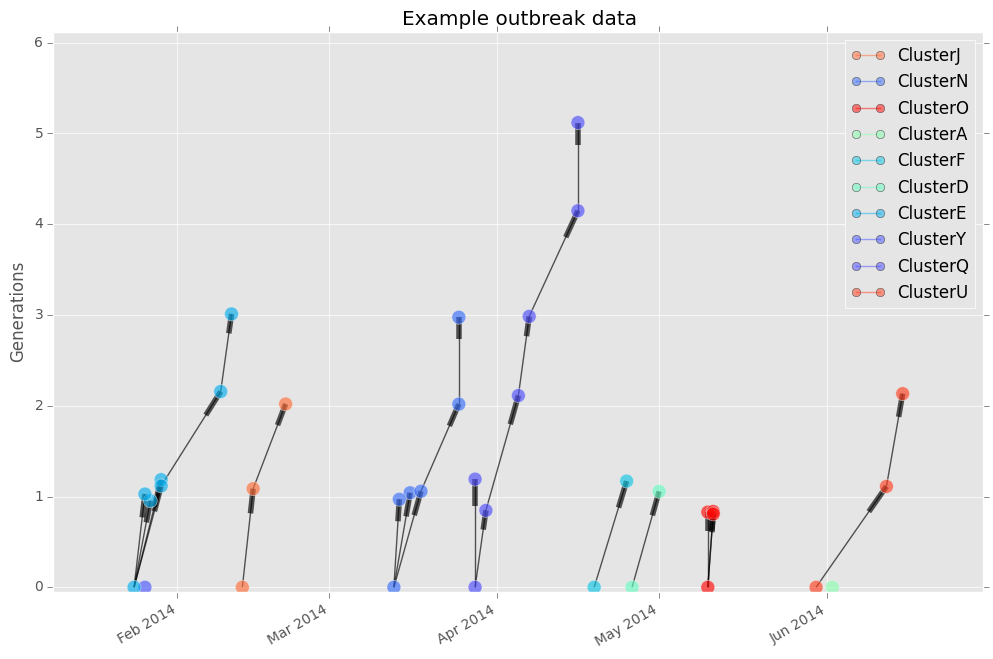 Example outbreak data
6
5
4
3
2
1
0
Generations
Feb 2014
Mar 2014
Apr 2014
May 2014
Jun 2014
ClusterJ
ClusterN
ClusterO
ClusterA
ClusterF
ClusterD
ClusterE
ClusterY
ClusterQ
ClusterU